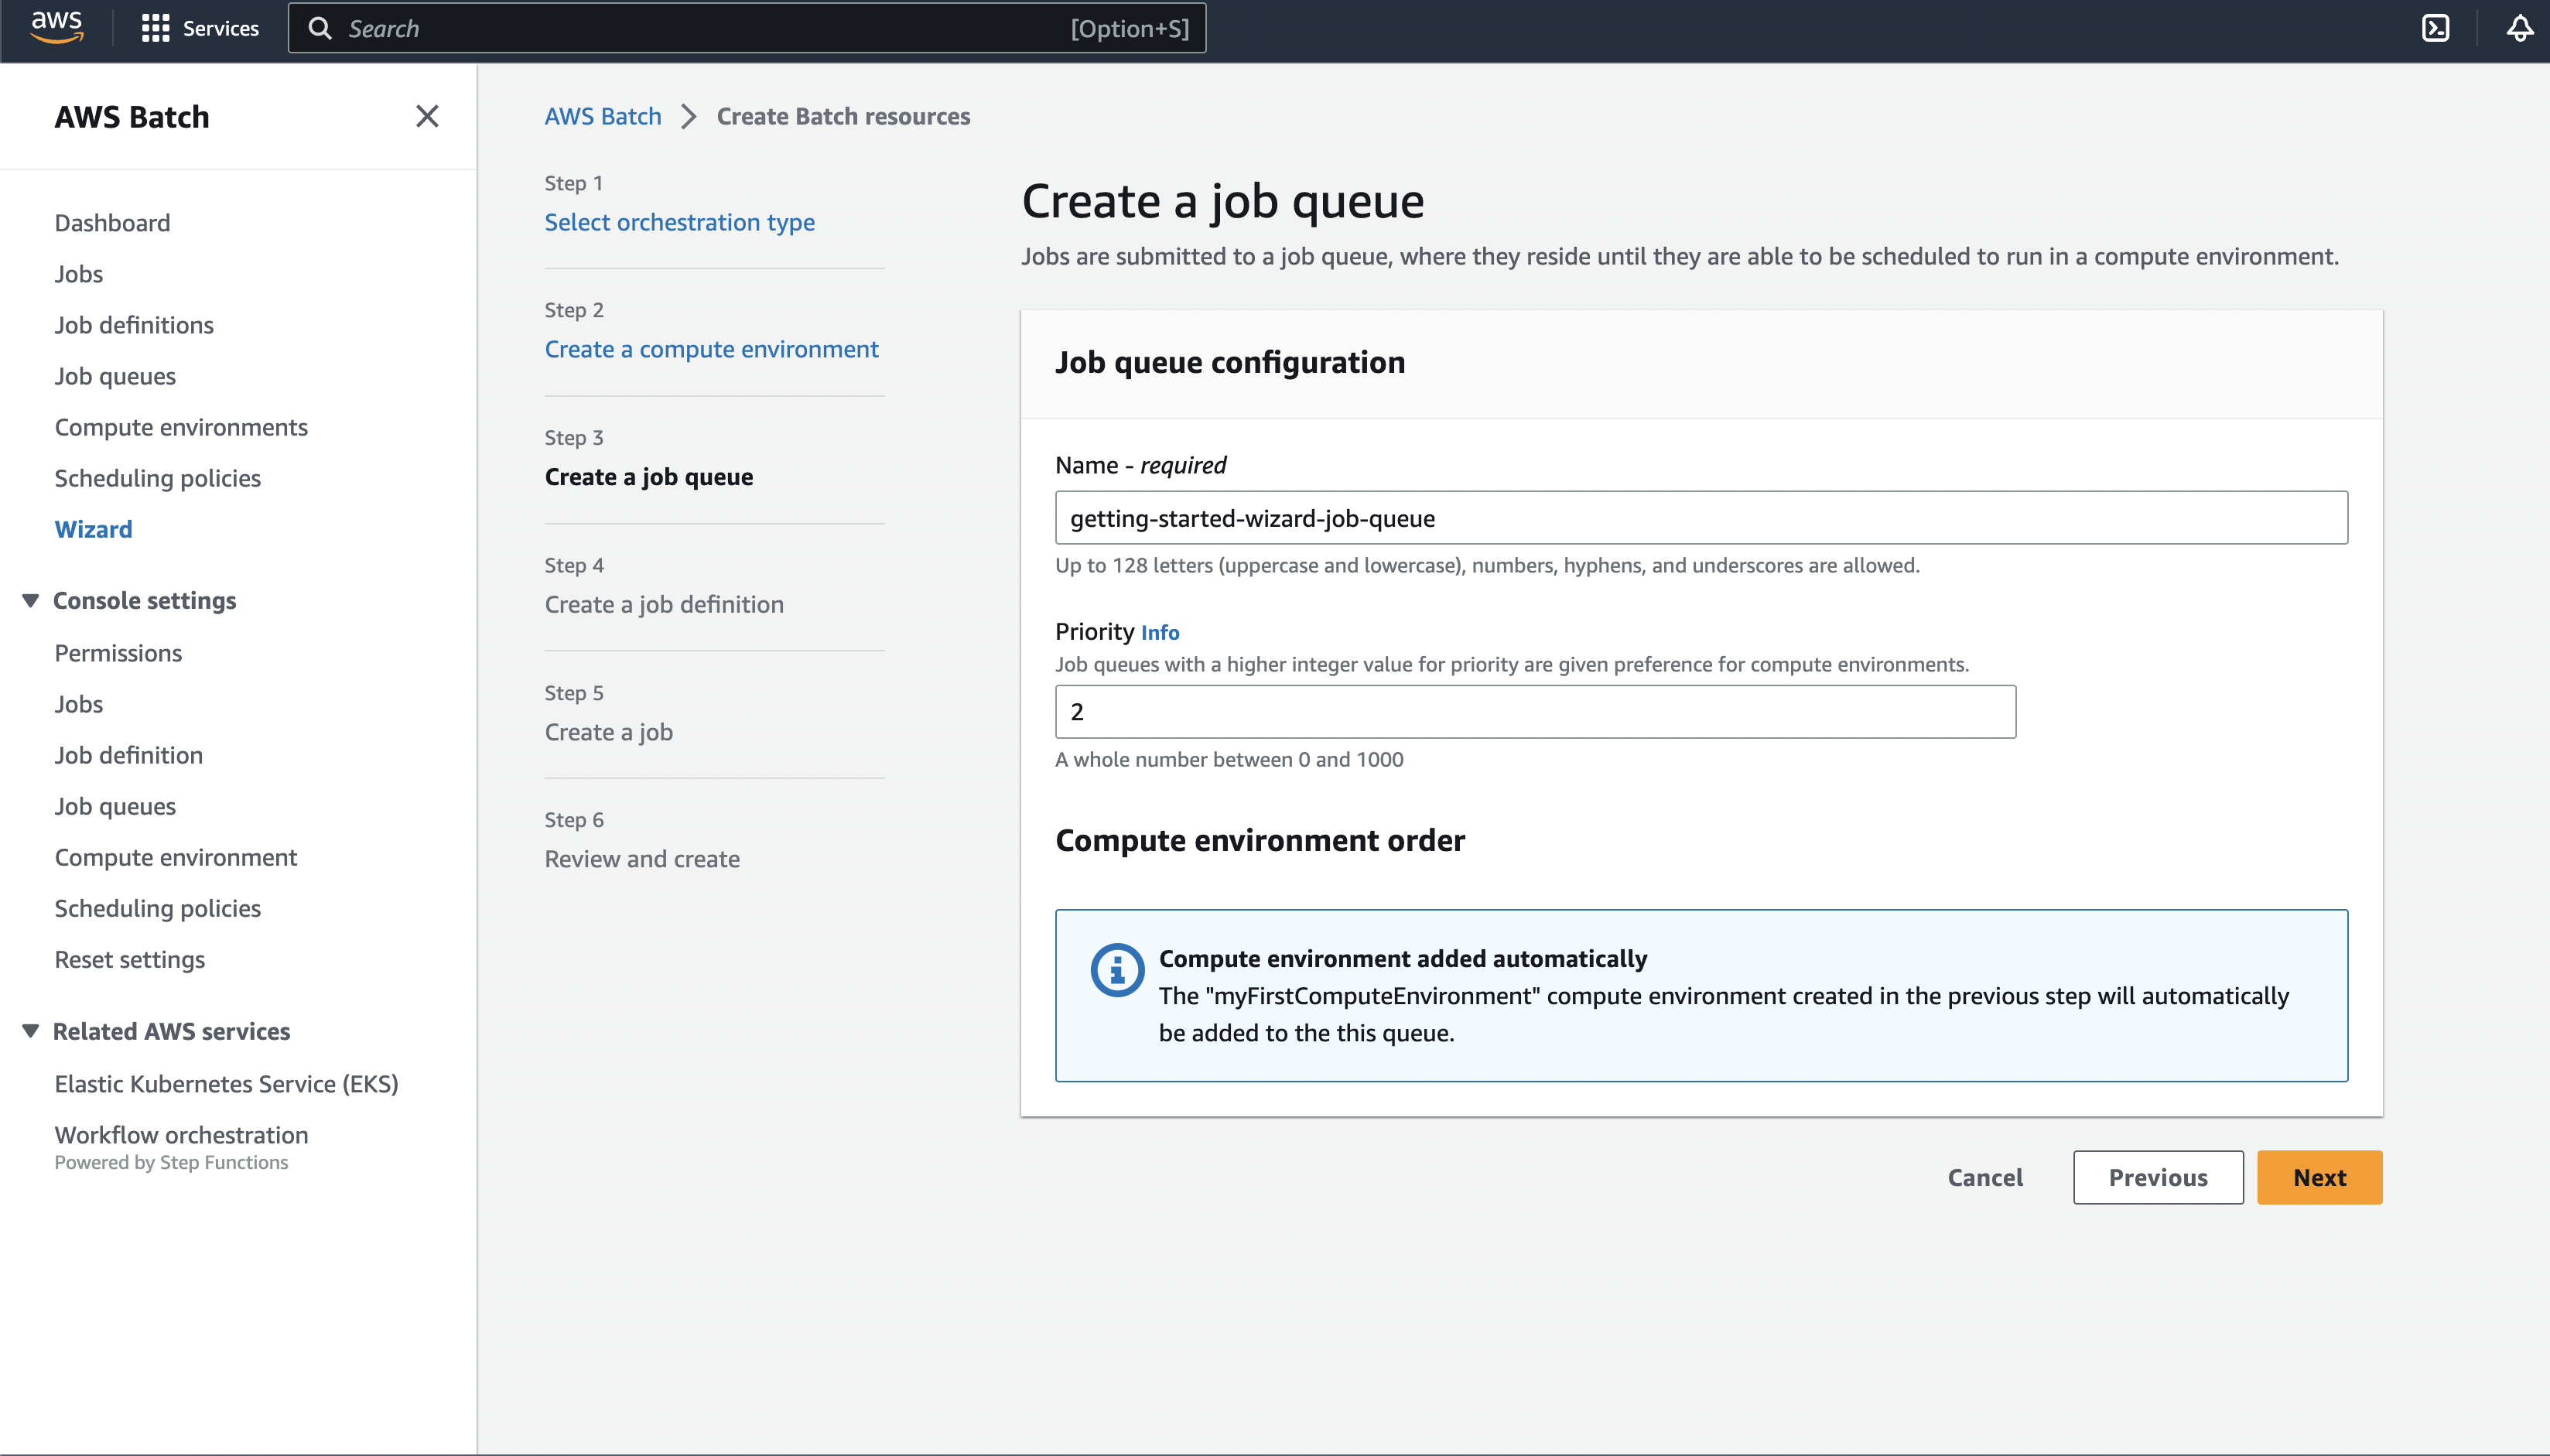 aws
Services
Search
[Option+S]
AWS Batch
Dashboard
Jobs
Job definitions
Job queues
Compute environments
Scheduling policies
Wizard
Console settings
Permissions
Jobs
Job definition
Job queues
Compute environment
Scheduling policies
Reset settings
Related AWS services
Elastic Kubernetes Service (EKS)
Workflow orchestration
Powered by Step Functions
AWS Batch
Create Batch resources
Step 1
Select orchestration type
Step 2
Create a compute environment
Step 3
Create a job queue
Step 4
Create a job definition
Step 5
Create a job
Step 6
Review and create
Create a job queue
Jobs are submitted to a job queue, where they reside until they are able to be scheduled to run in a compute environment.
Job queue configuration
Name - required
getting-started-wizard-job-queue
Up to 128 letters (uppercase and lowercase), numbers, hyphens, and underscores are allowed.
Priority Info
Job queues with a higher integer value for priority are given preference for compute environments.
2
A whole number between 0 and 1000
Compute environment order
Compute environment added automatically
The "myFirstComputeEnvironment" compute environment created in the previous step will automatically
be added to the this queue.
Cancel
Previous
Next